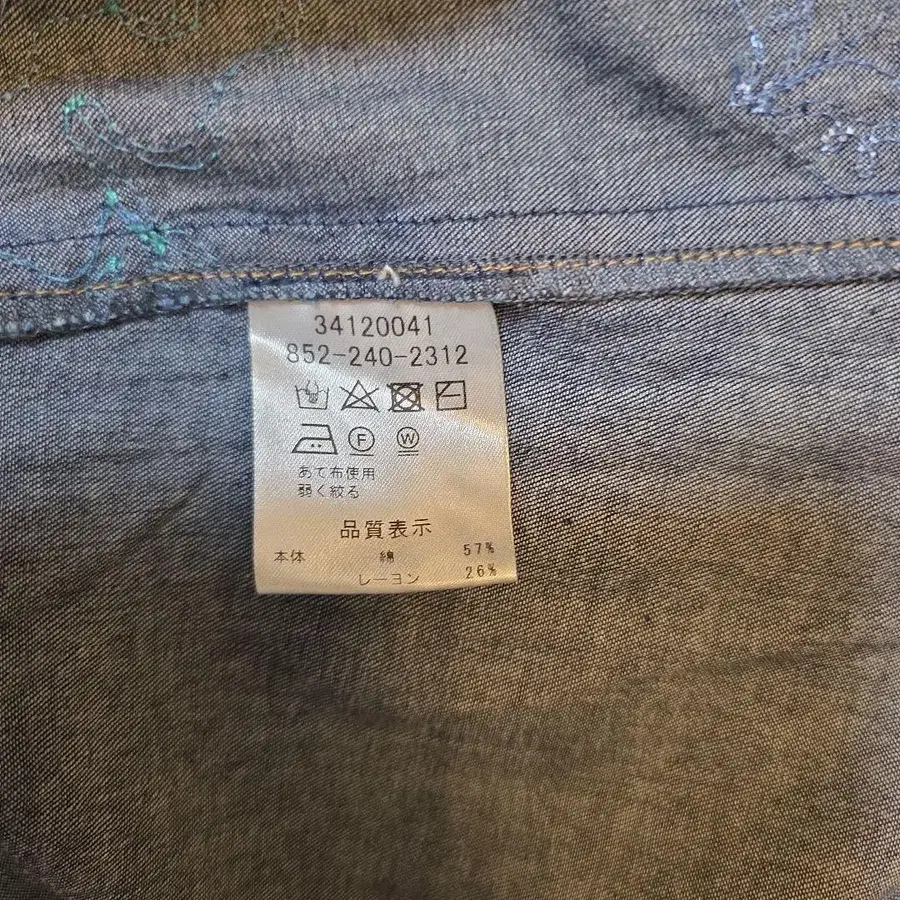 34120041
852-240-2312
F W
あて布使用
弱く絞る
品質表示
本体 綿 57%
レーヨン 26%